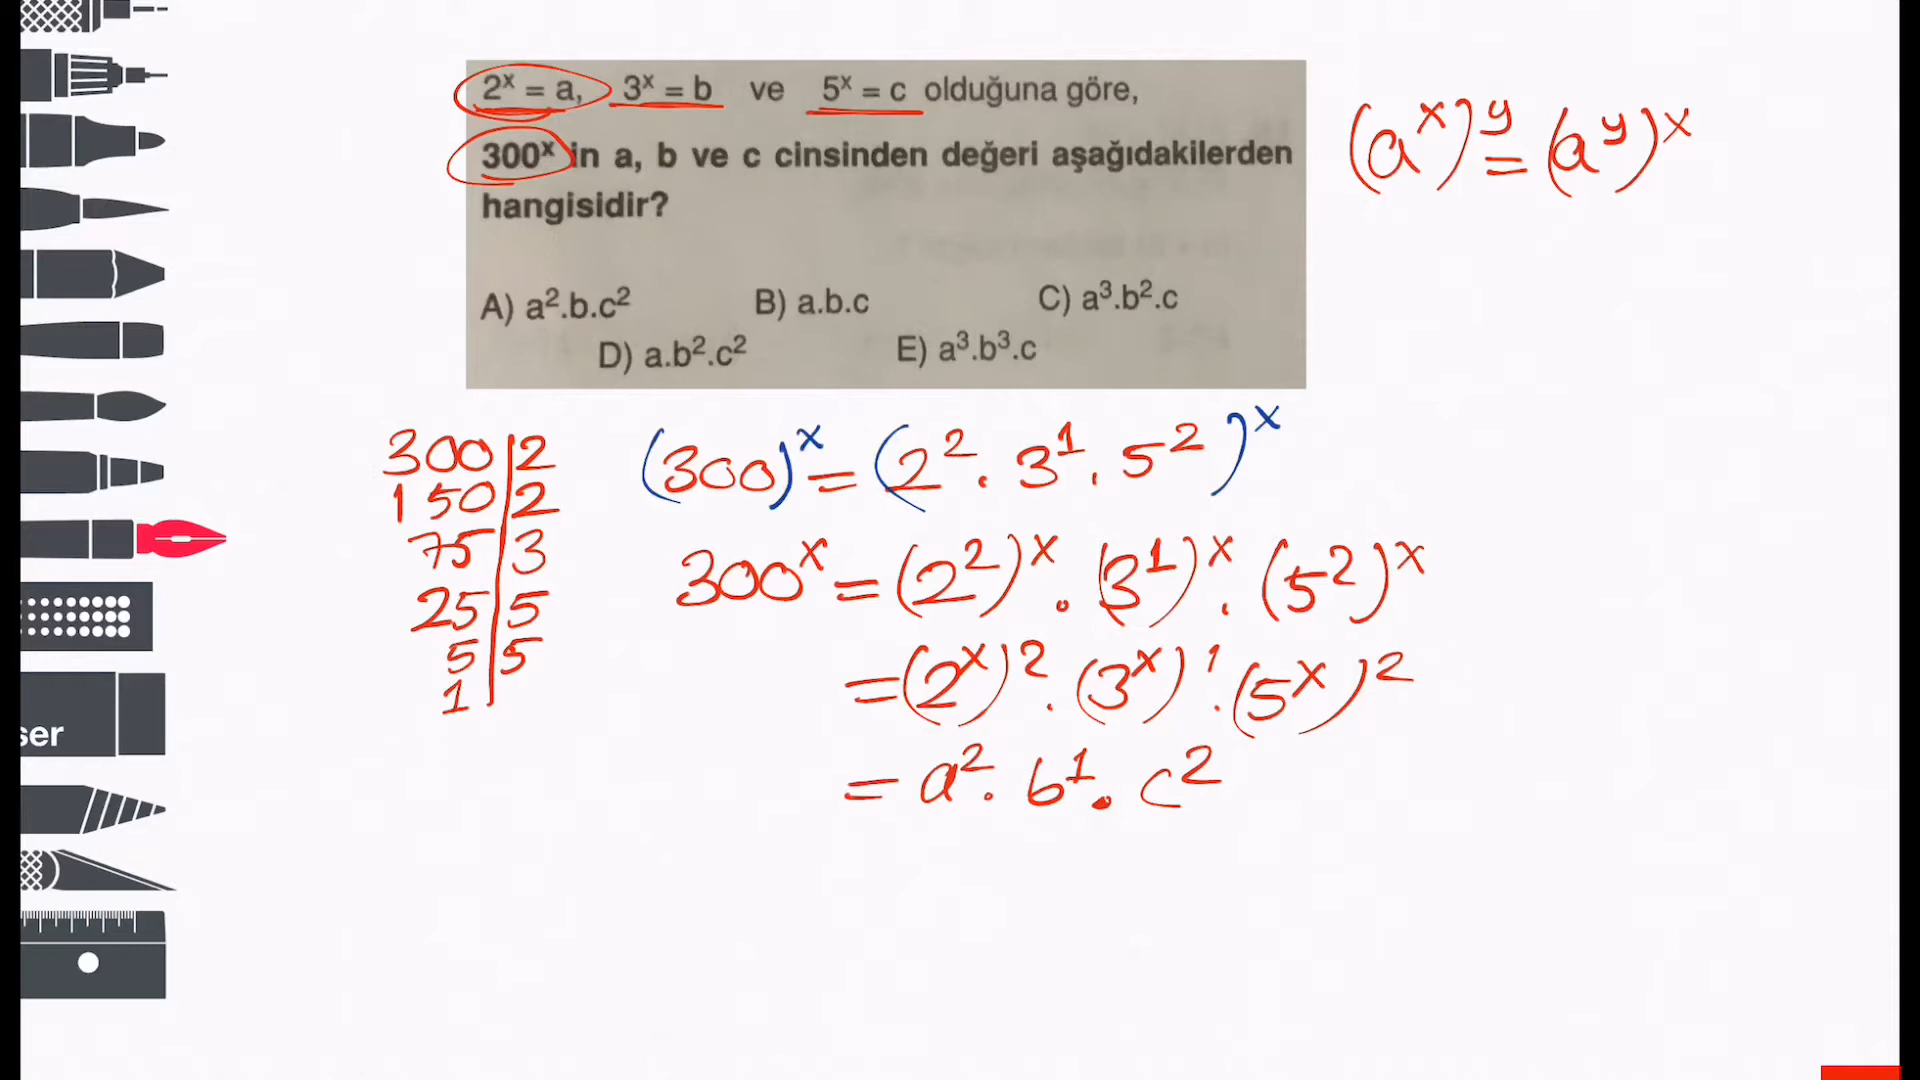 2ˣ = a, 3ˣ = b ve 5ˣ = c olduğuna göre,
300ˣ in a, b ve c cinsinden değeri aşağıdakilerden
hangisidir?
A) a².b.c² B) a.b.c C) a³.b².c
D) a.b².c² E) a³.b³.c
(aˣ)ʸ = (aʸ)ˣ
300 | 2
150 | 2
75 | 3
25 | 5
5 | 5
1
(300)ˣ = (2² . 3¹ . 5²)ˣ
300ˣ = (2²)ˣ . (3¹)ˣ . (5²)ˣ
= (2ˣ)² . (3ˣ)¹ . (5ˣ)²
= a² . b¹ . c²
ser